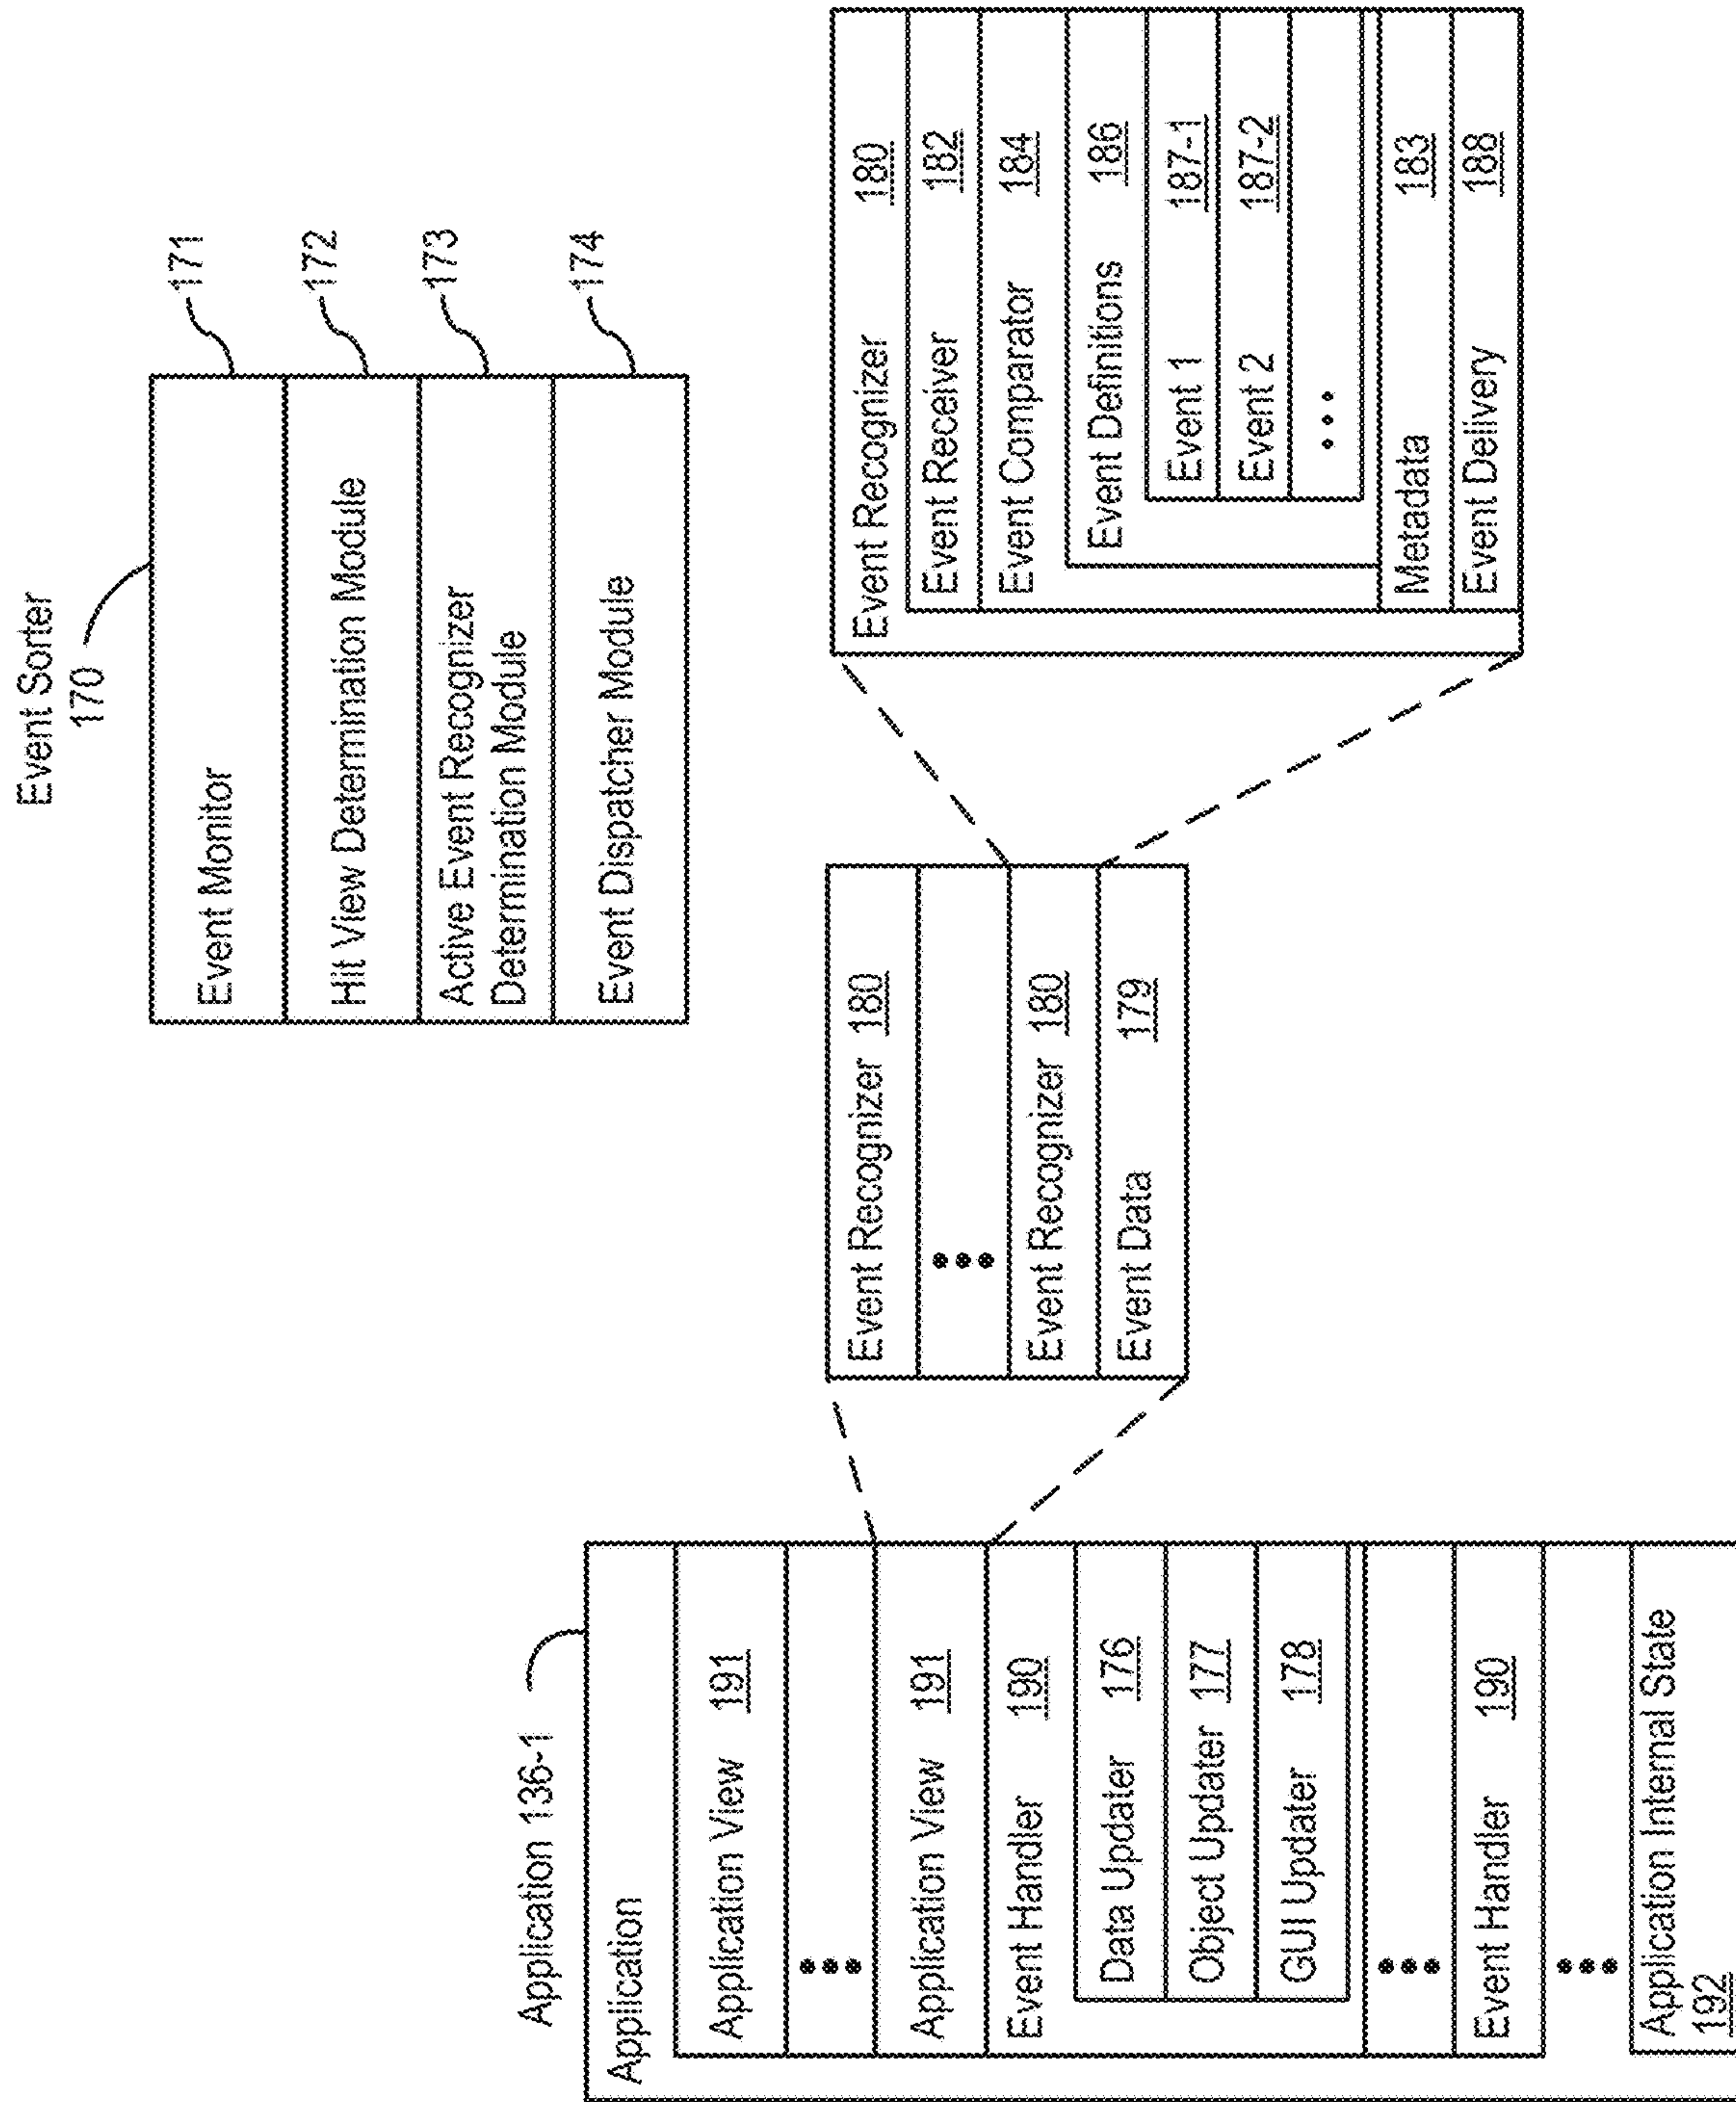 Event Sorter
170
Event Monitor
171
Hit View Determination Module
172
Active Event Recognizer
Determination Module
173
Event Dispatcher Module
174
Application 136-1
Application
Application View 191
•••
Application View 191
Event Handler 190
Data Updater 176
Object Updater 177
GUI Updater 178
•••
Event Handler 190
•••
Application Internal State
192
Event Recognizer 180
•••
Event Recognizer 180
Event Data 179
Event Recognizer 180
Event Receiver 182
Event Comparator 184
Event Definitions 186
Event 1 187-1
Event 2 187-2
•••
Metadata 183
Event Delivery 188